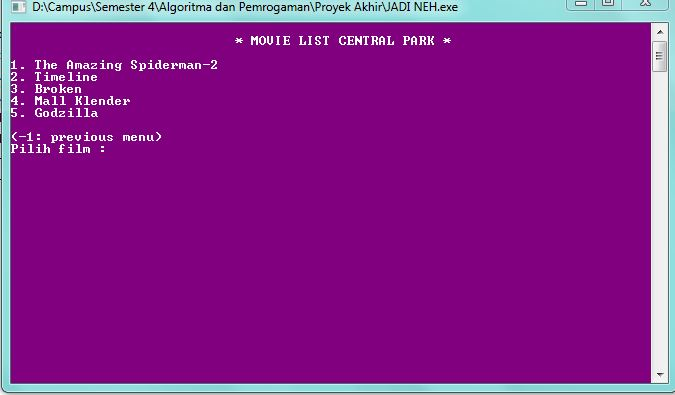 D:\Campus\Semester 4\Algoritma dan Pemrogaman\Proyek Akhir\JADI NEH.exe
* MOVIE LIST CENTRAL PARK *
1. The Amazing Spiderman-2
2. Timeline
3. Broken
4. Mall Klender
5. Godzilla
(-1: previous menu)
Pilih film :